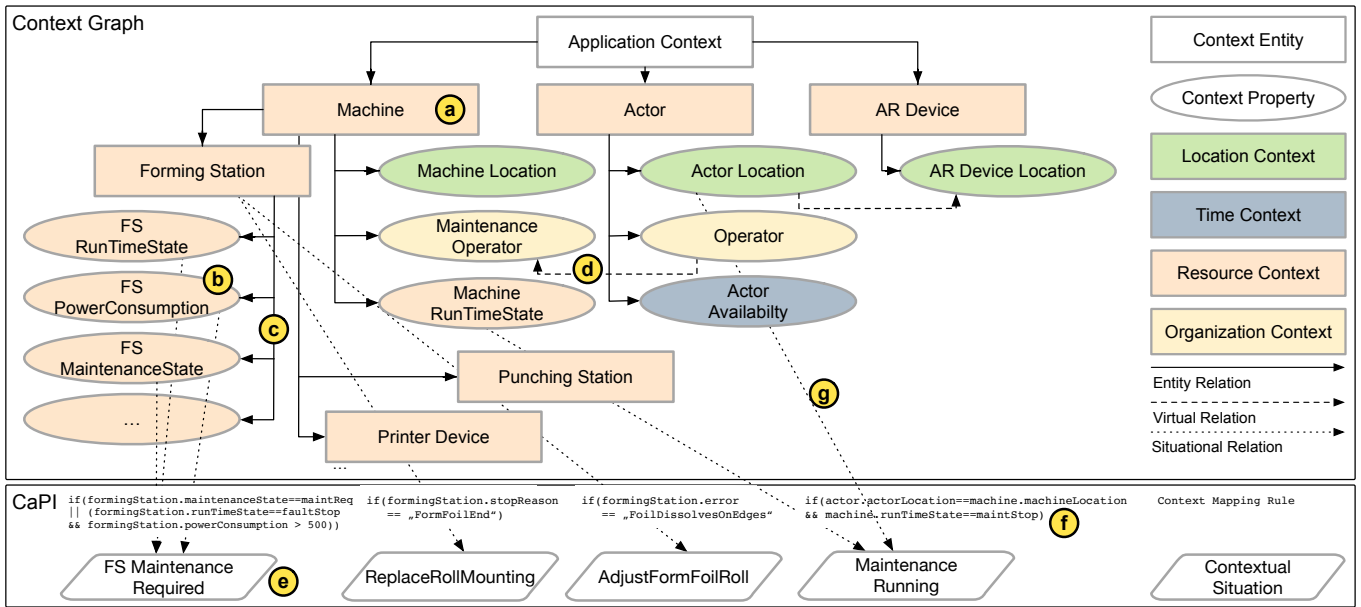 Context Graph
Application Context
Context Entity
Machine
a
Actor
AR Device
Context Property
Forming Station
Machine Location
Actor Location
AR Device Location
Location Context
FS
RunTimeState
Maintenance
Operator
Operator
Time Context
b
d
FS
PowerConsumption
Machine
RunTimeState
Actor
Availabilty
Resource Context
c
FS
MaintenanceState
Organization Context
Punching Station
g
Entity Relation
...
Printer Device
Virtual Relation
...
Situational Relation
CaPI
if(formingStation.maintenanceState==maintReq
|| (formingStation.runTimeState==faultStop
&& formingStation.powerConsumption > 500))
if(formingStation.stopReason
== „FormFoilEnd“)
if(formingStation.error
== „FoilDissolvesOnEdges“
if(actor.actorLocation==machine.machineLocation
&& machine.runTimeState==maintStop)
f
Context Mapping Rule
FS Maintenance
Required
e
ReplaceRollMounting
AdjustFormFoilRoll
Maintenance
Running
Contextual
Situation